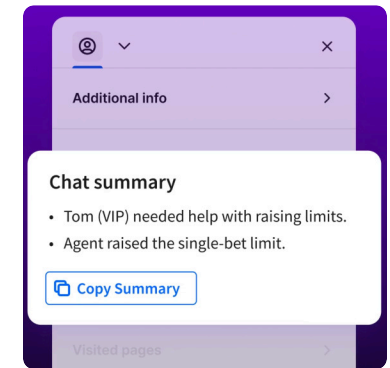 Additional info
Chat summary
• Tom (VIP) needed help with raising limits.
• Agent raised the single-bet limit.
Copy Summary
Visited pages